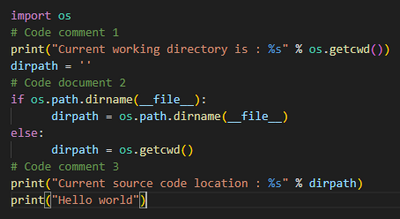 import os
# Code comment 1
print("Current working directory is : %s" % os.getcwd())
dirpath = ''
# Code document 2
if os.path.dirname(__file__):
      dirpath = os.path.dirname(__file__)
else:
      dirpath = os.getcwd()
# Code comment 3
print("Current source code location : %s" % dirpath)
print("Hello world")